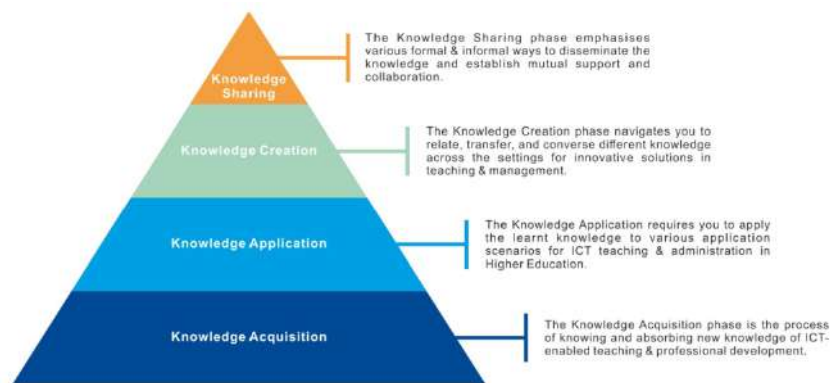 Knowledge
Sharing
The Knowledge Sharing phase emphasises
various formal & informal ways to disseminate the
knowledge and establish mutual support and
collaboration.
Knowledge Creation
The Knowledge Creation phase navigates you to
relate, transfer, and converse different knowledge
across the settings for innovative solutions in
teaching & management.
Knowledge Application
The Knowledge Application requires you to apply
the learnt knowledge to various application
scenarios for ICT teaching & administration in
Higher Education.
Knowledge Acquisition
The Knowledge Acquisition phase is the process
of knowing and absorbing new knowledge of ICT-
enabled teaching & professional development.